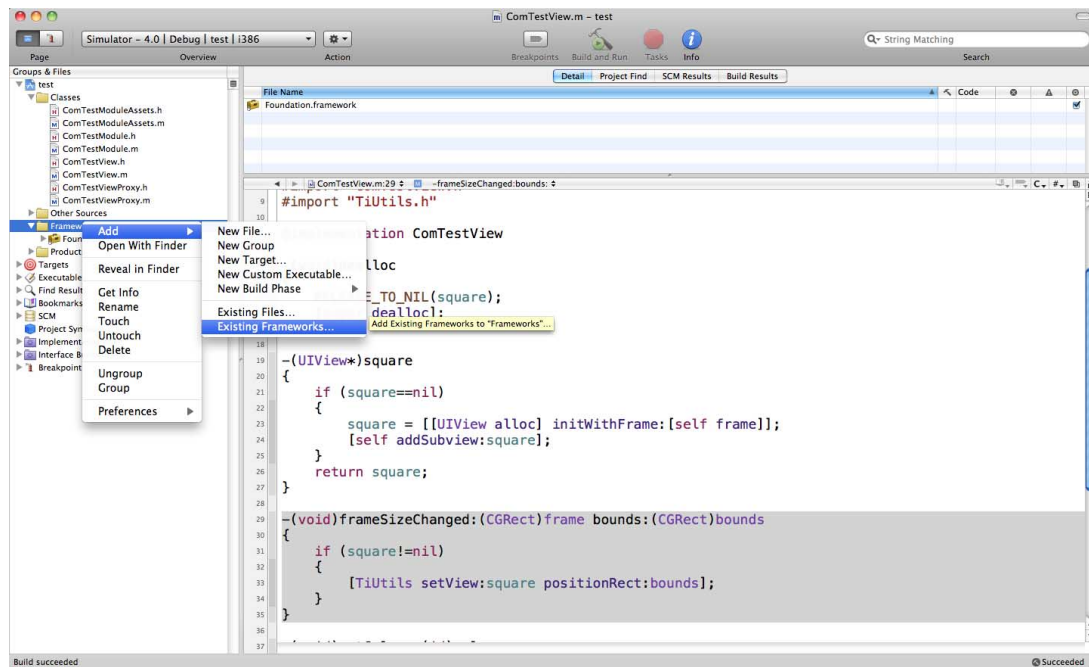 ComTestView.m - test
Simulator - 4.0 | Debug | test | i386
String Matching
Page
Overview
Action
Breakpoints
Build and Run
Tasks
Info
Search
Groups & Files
test
Classes
ComTestModuleAssets.h
ComTestModuleAssets.m
ComTestModule.h
ComTestModule.m
ComTestView.h
ComTestView.m
ComTestViewProxy.h
ComTestViewProxy.m
Other Sources
Framew
Foun
Product
Targets
Executable
Find Result
Bookmarks
SCM
Project Sym
Implement
Interface B
Breakpoint
Add
Open With Finder
Reveal in Finder
Get Info
Rename
Touch
Untouch
Delete
Ungroup
Group
Preferences
New File...
New Group
New Target...
New Custom Executable...
New Build Phase
Existing Files...
Existing Frameworks...
Add Existing Frameworks to "Frameworks"...
Detail
Project Find
SCM Results
Build Results
File Name
Code
Foundation.framework
ComTestView.m:29
-frameSizeChanged:bounds:
C
#
9 #import "TiUtils.h"
10
ntation ComTestView
lloc
E_TO_NIL(square);
dealloc];
18
19 -(UIView*)square
20 {
21 if (square==nil)
22 {
23 square = [[UIView alloc] initWithFrame:[self frame]];
24 [self addSubview:square];
25 }
26 return square;
27 }
28
29 -(void)frameSizeChanged:(CGRect)frame bounds:(CGRect)bounds
30 {
31 if (square!=nil)
32 {
33 [TiUtils setView:square positionRect:bounds];
34 }
35 }
36
37
Build succeeded
Succeeded